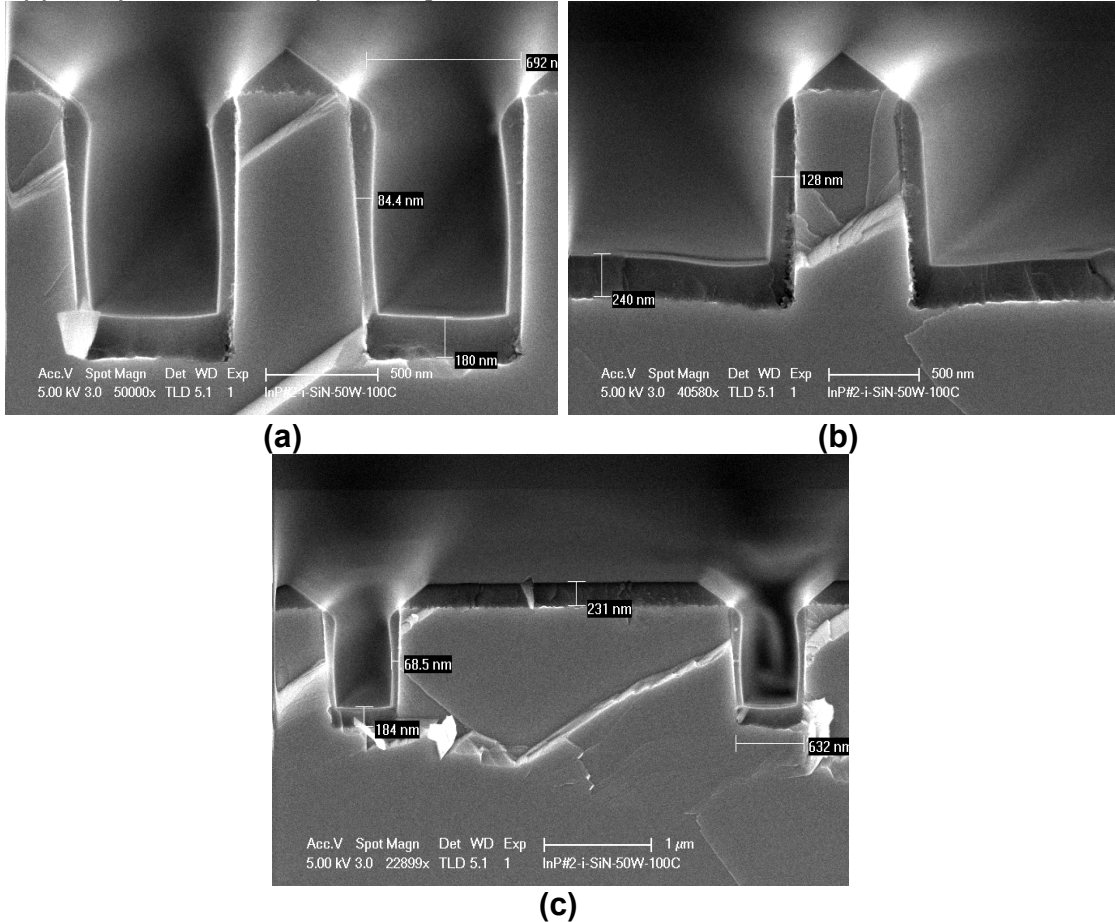 692 n
84.4 nm
180 nm
Acc.V Spot Magn Det WD Exp 500 nm
5.00 kV 3.0 50000x TLD 5.1 1 InP#2-i-SiN-50W-100C
(a)
128 nm
240 nm
Acc.V Spot Magn Det WD Exp 500 nm
5.00 kV 3.0 40580x TLD 5.1 1 InP#2-i-SiN-50W-100C
(b)
231 nm
68.5 nm
184 nm
632 nm
Acc.V Spot Magn Det WD Exp 1 µm
5.00 kV 3.0 22899x TLD 5.1 1 InP#2-i-SiN-50W-100C
(c)